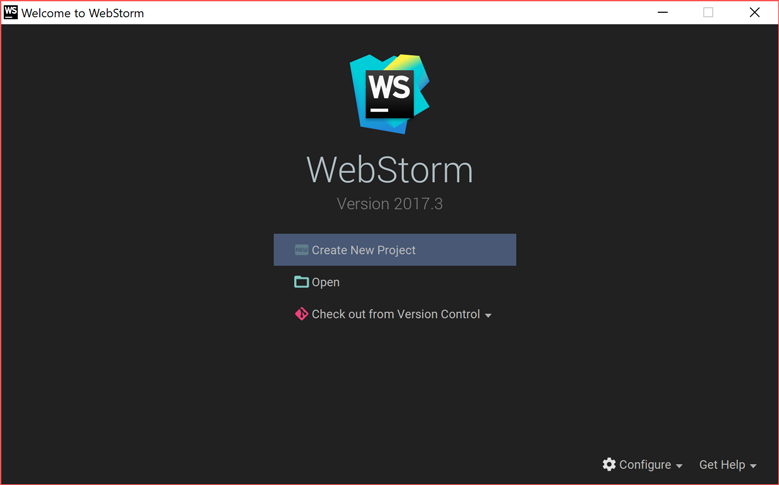 WS Welcome to WebStorm
WS
WebStorm
Version 2017.3
Create New Project
Open
Check out from Version Control
Configure
Get Help